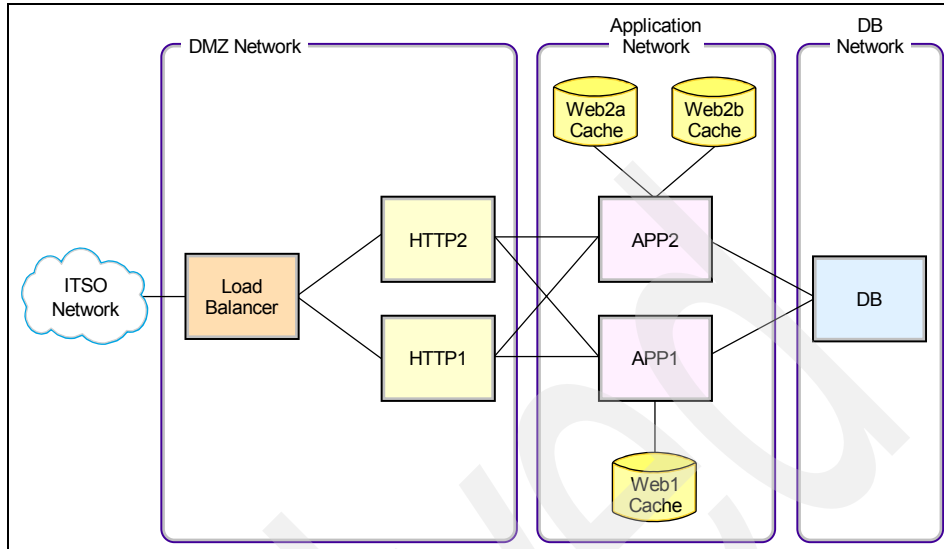 DMZ Network
Application
Network
DB
Network
Web2a
Cache
Web2b
Cache
HTTP2
APP2
ITSO
Network
Load
Balancer
DB
HTTP1
APP1
Web1
Cache